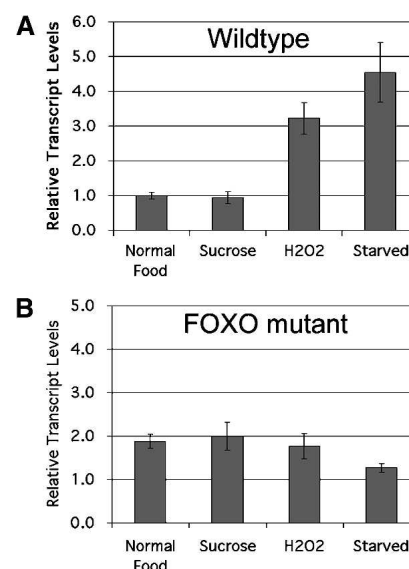 A
Wildtype
Relative Transcript Levels
6.0
5.0
4.0
3.0
2.0
1.0
0.0
Normal Food
Sucrose
H2O2
Starved
B
FOXO mutant
Relative Transcript Levels
5.0
4.0
3.0
2.0
1.0
0.0
Normal Food
Sucrose
H2O2
Starved